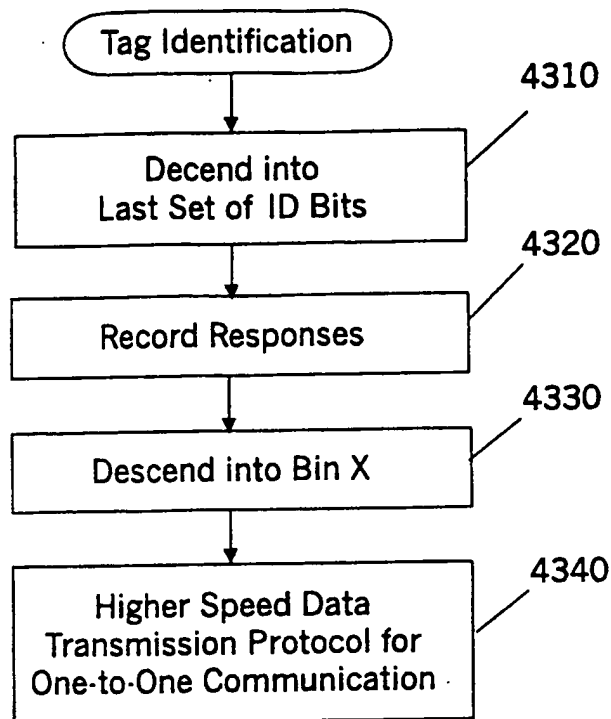 Tag Identification
4310
Decend into
Last Set of ID Bits
4320
Record Responses
4330
Descend into Bin X
4340
Higher Speed Data
Transmission Protocol for
One-to-One Communication